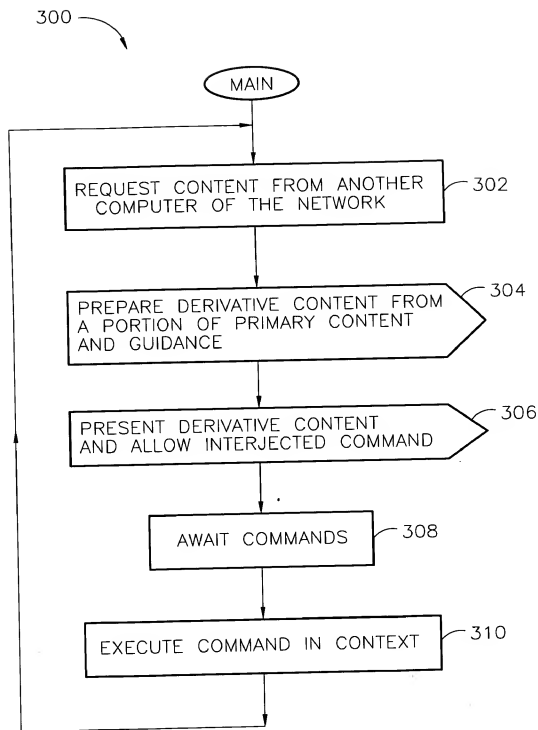 300
MAIN
REQUEST CONTENT FROM ANOTHER
COMPUTER OF THE NETWORK
302
PREPARE DERIVATIVE CONTENT FROM
A PORTION OF PRIMARY CONTENT
AND GUIDANCE
304
PRESENT DERIVATIVE CONTENT
AND ALLOW INTERJECTED COMMAND
306
AWAIT COMMANDS
308
EXECUTE COMMAND IN CONTEXT
310